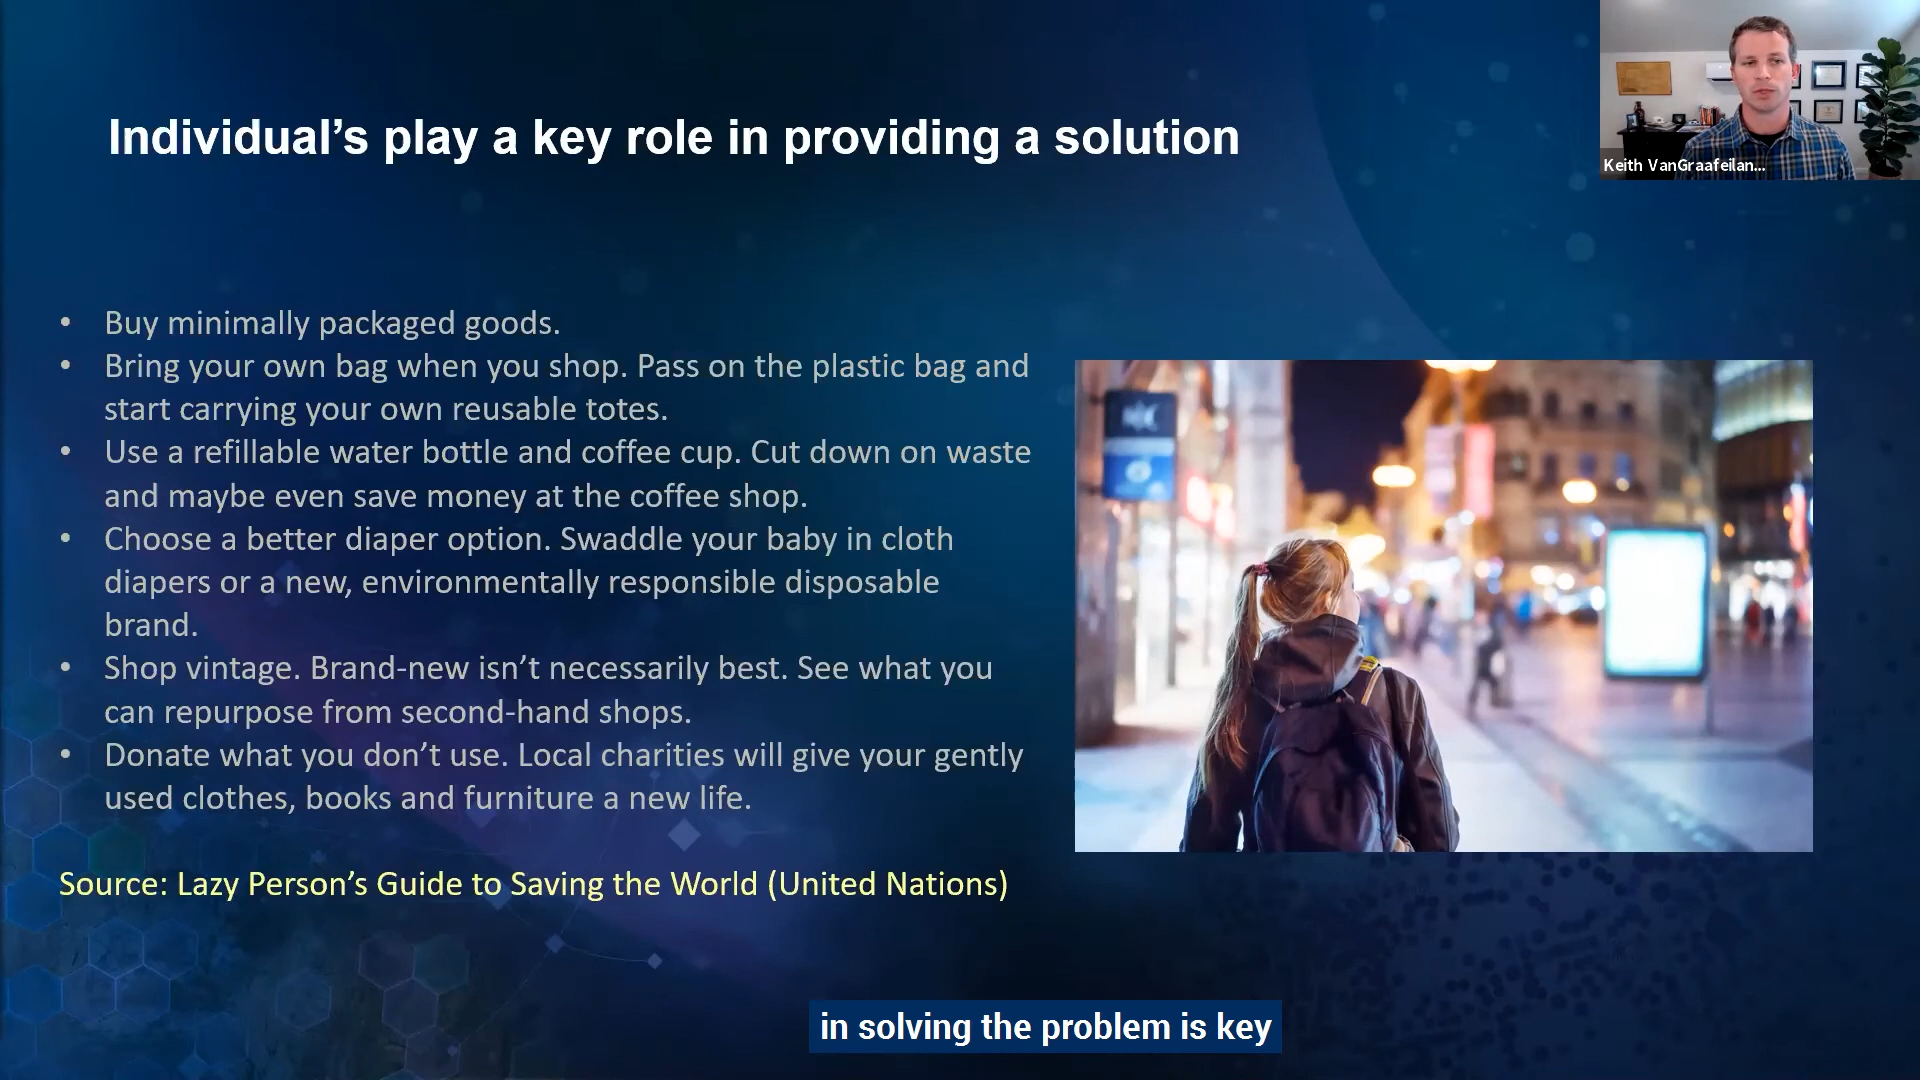 Individual’s play a key role in providing a solution
Keith VanGraafeilan...
• Buy minimally packaged goods.
• Bring your own bag when you shop. Pass on the plastic bag and
start carrying your own reusable totes.
• Use a refillable water bottle and coffee cup. Cut down on waste
and maybe even save money at the coffee shop.
• Choose a better diaper option. Swaddle your baby in cloth
diapers or a new, environmentally responsible disposable
brand.
• Shop vintage. Brand-new isn’t necessarily best. See what you
can repurpose from second-hand shops.
• Donate what you don’t use. Local charities will give your gently
used clothes, books and furniture a new life.
Source: Lazy Person’s Guide to Saving the World (United Nations)
in solving the problem is key